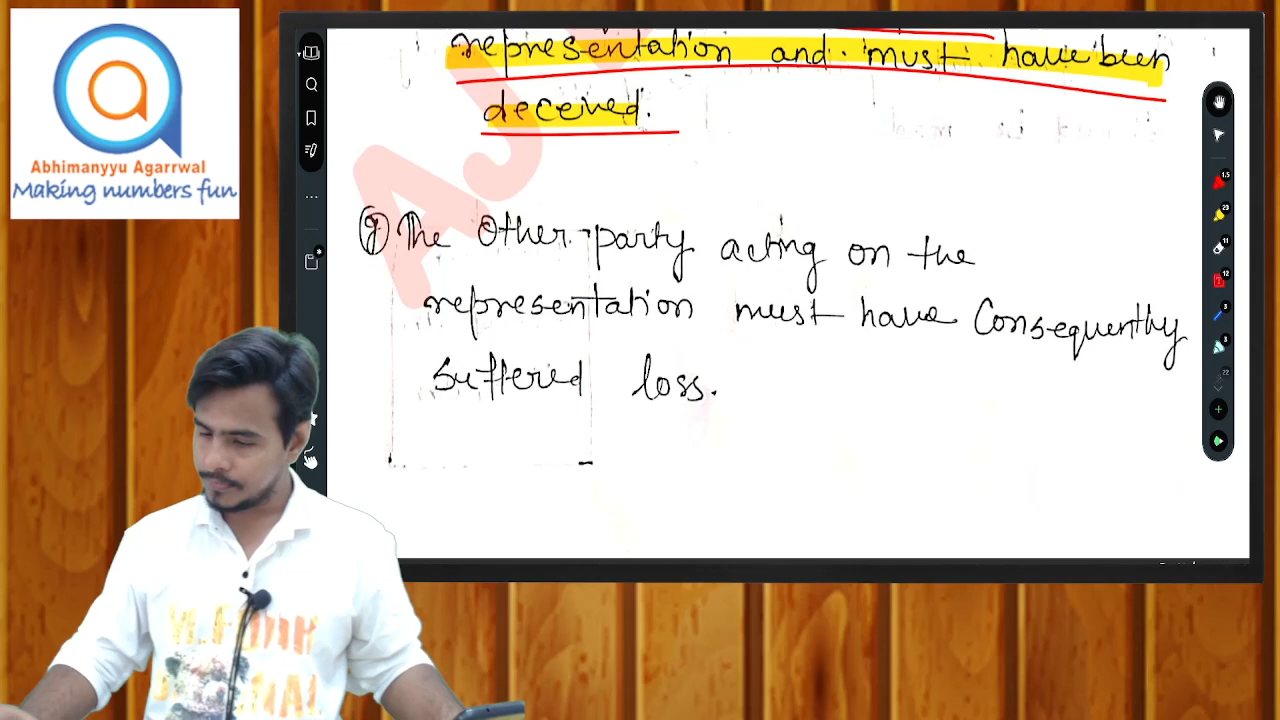 representation and must have been
deceived.
AJ
g) The Other party acting on the
representation must have Consequently
suffered loss.
Abhimanyyu Agarrwal
Making numbers fun